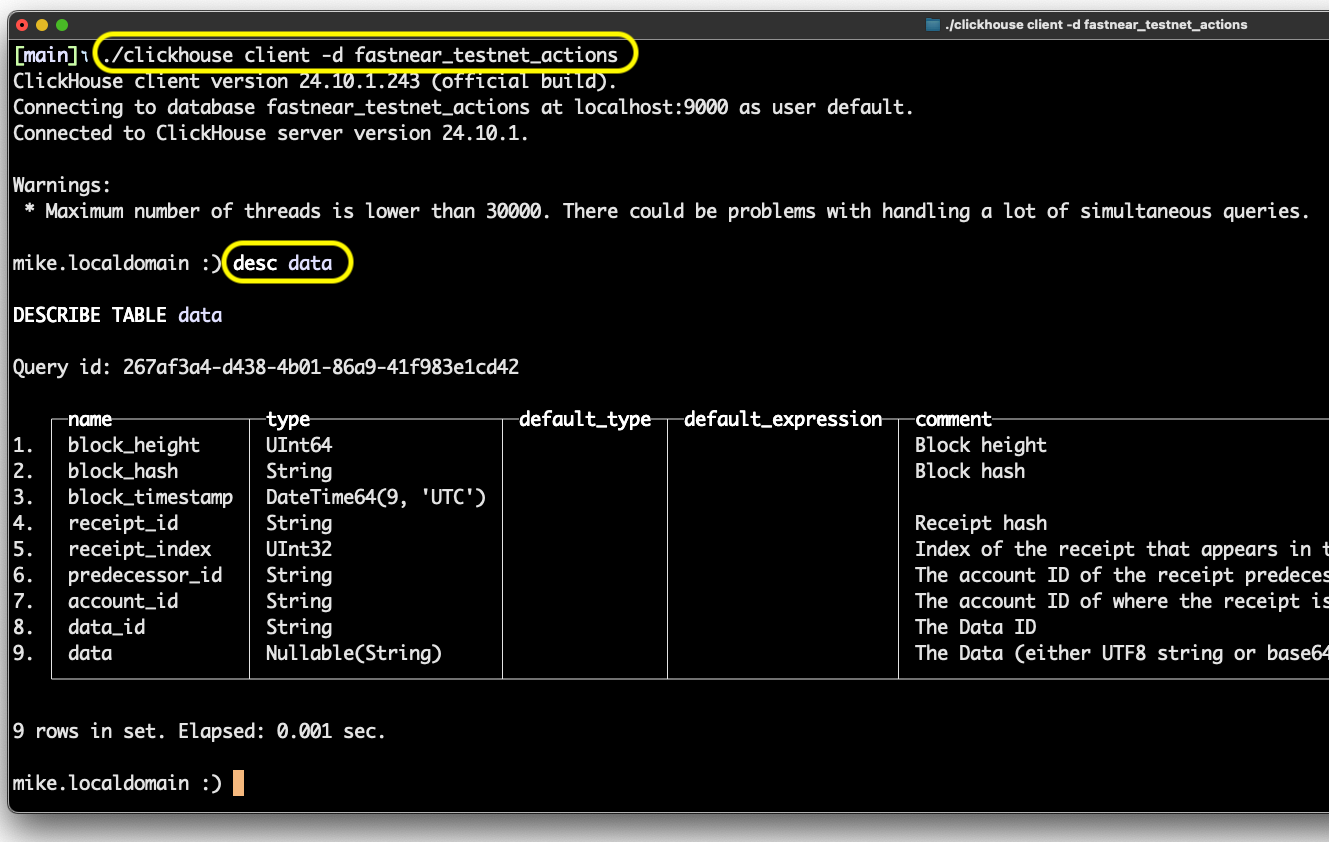 ./clickhouse client -d fastnear_testnet_actions
[main] ./clickhouse client -d fastnear_testnet_actions
ClickHouse client version 24.10.1.243 (official build).
Connecting to database fastnear_testnet_actions at localhost:9000 as user default.
Connected to ClickHouse server version 24.10.1.
Warnings:
* Maximum number of threads is lower than 30000. There could be problems with handling a lot of simultaneous queries.
mike.localdomain :) desc data
DESCRIBE TABLE data
Query id: 267af3a4-d438-4b01-86a9-41f983e1cd42
name type default_type default_expression comment
1. block_height UInt64 Block height
2. block_hash String Block hash
3. block_timestamp DateTime64(9, 'UTC')
4. receipt_id String Receipt hash
5. receipt_index UInt32 Index of the receipt that appears in
6. predecessor_id String The account ID of the receipt
7. account_id String The account ID of where the receipt is
8. data_id String The Data ID
9. data Nullable(String) The Data (either UTF8 string or base64
9 rows in set. Elapsed: 0.001 sec.
mike.localdomain :)